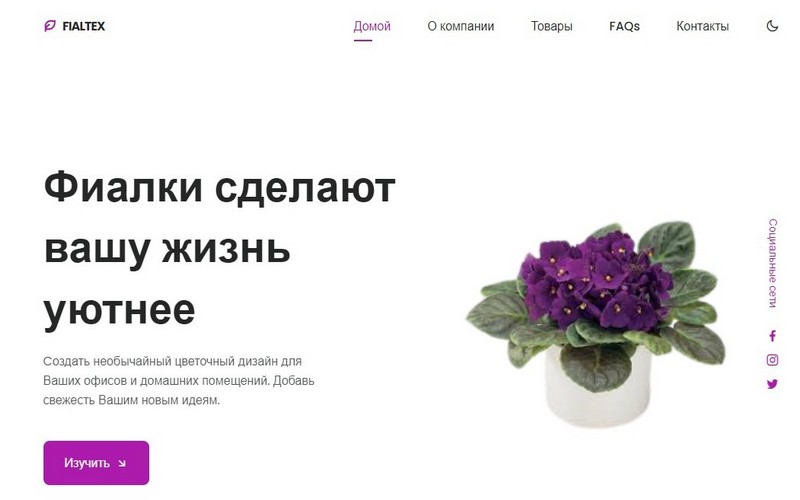 FIALTEX
Домой
О компании
Товары
FAQs
Контакты
Фиалки сделают
вашу жизнь
уютнее
Создать необычайный цветочный дизайн для
Ваших офисов и домашних помещений. Добавь
свежесть Вашим новым идеям.
Изучить
Социальные сети